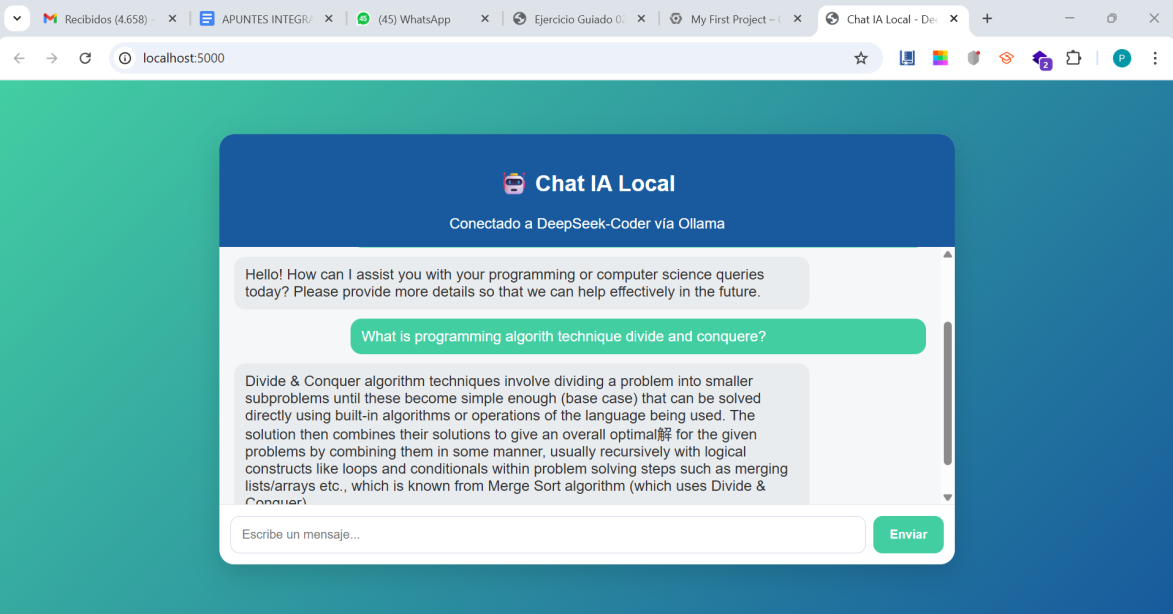 Recibidos (4.658) -
APUNTES INTEGRA
(45) WhatsApp
Ejercicio Guiado 02
My First Project –
Chat IA Local - De
localhost:5000
2
P
Chat IA Local
Conectado a DeepSeek-Coder vía Ollama
Hello! How can I assist you with your programming or computer science queries
today? Please provide more details so that we can help effectively in the future.
What is programming algorith technique divide and conquere?
Divide & Conquer algorithm techniques involve dividing a problem into smaller
subproblems until these become simple enough (base case) that can be solved
directly using built-in algorithms or operations of the language being used. The
solution then combines their solutions to give an overall optimal解 for the given
problems by combining them in some manner, usually recursively with logical
constructs like loops and conditionals within problem solving steps such as merging
lists/arrays etc., which is known from Merge Sort algorithm (which uses Divide &
Conquer)
Escribe un mensaje...
Enviar